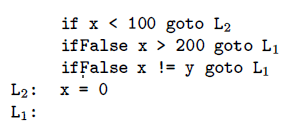 if x < 100 goto L₂
ifFalse x > 200 goto L₁
ifFalse x != y goto L₁
L₂: x = 0
L₁: